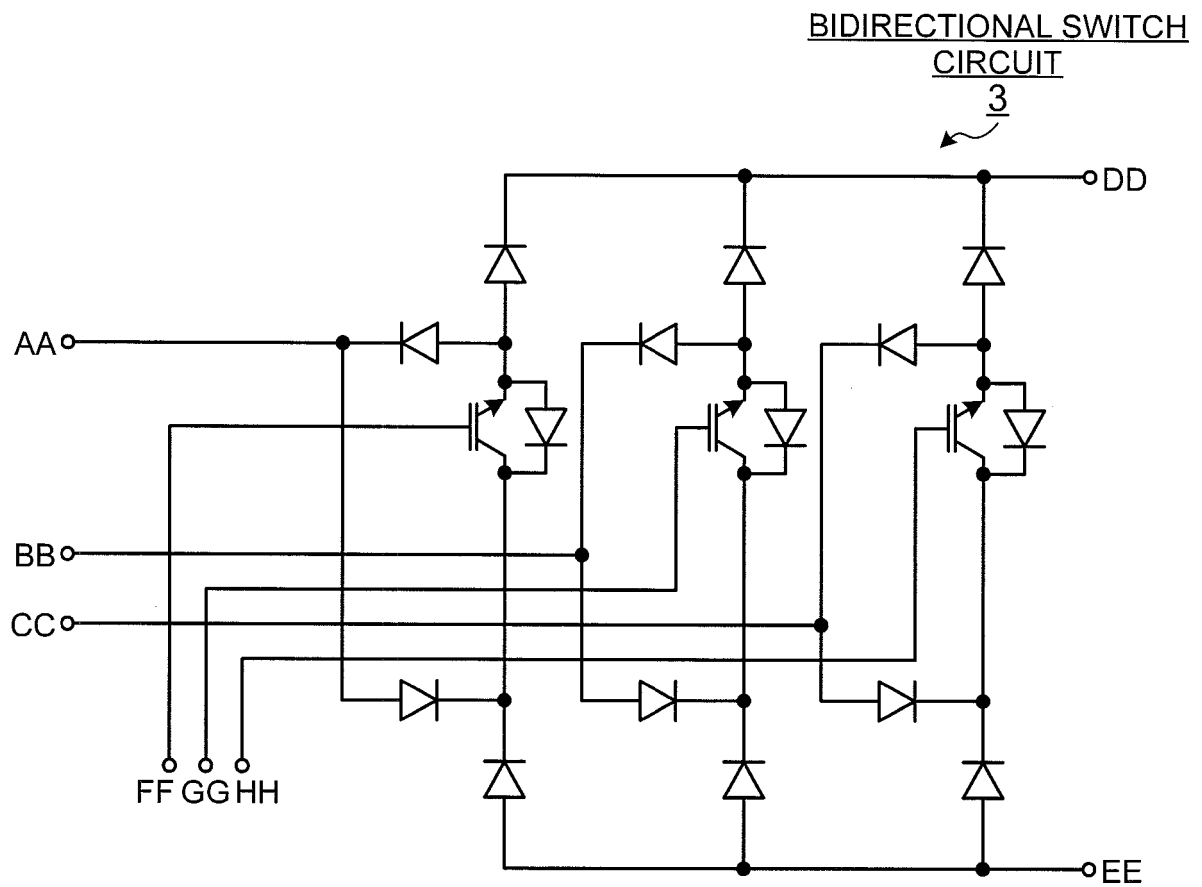 BIDIRECTIONAL SWITCH
CIRCUIT
3
DD
AA
BB
CC
FF GG HH
EE